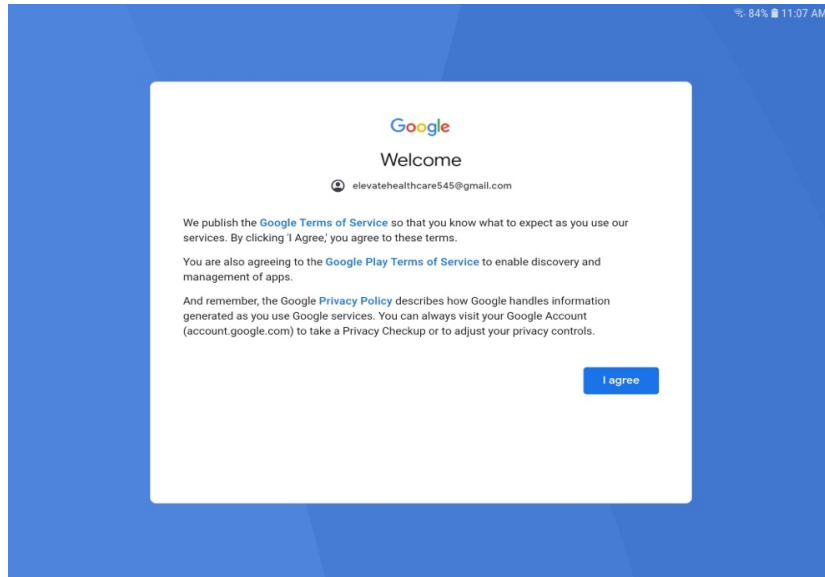 84% 11:07 AM
Google
Welcome
elevatehealthcare545@gmail.com
We publish the Google Terms of Service so that you know what to expect as you use our
services. By clicking 'I Agree,' you agree to these terms.
You are also agreeing to the Google Play Terms of Service to enable discovery and
management of apps.
And remember, the Google Privacy Policy describes how Google handles information
generated as you use Google services. You can always visit your Google Account
(account.google.com) to take a Privacy Checkup or to adjust your privacy controls.
I agree